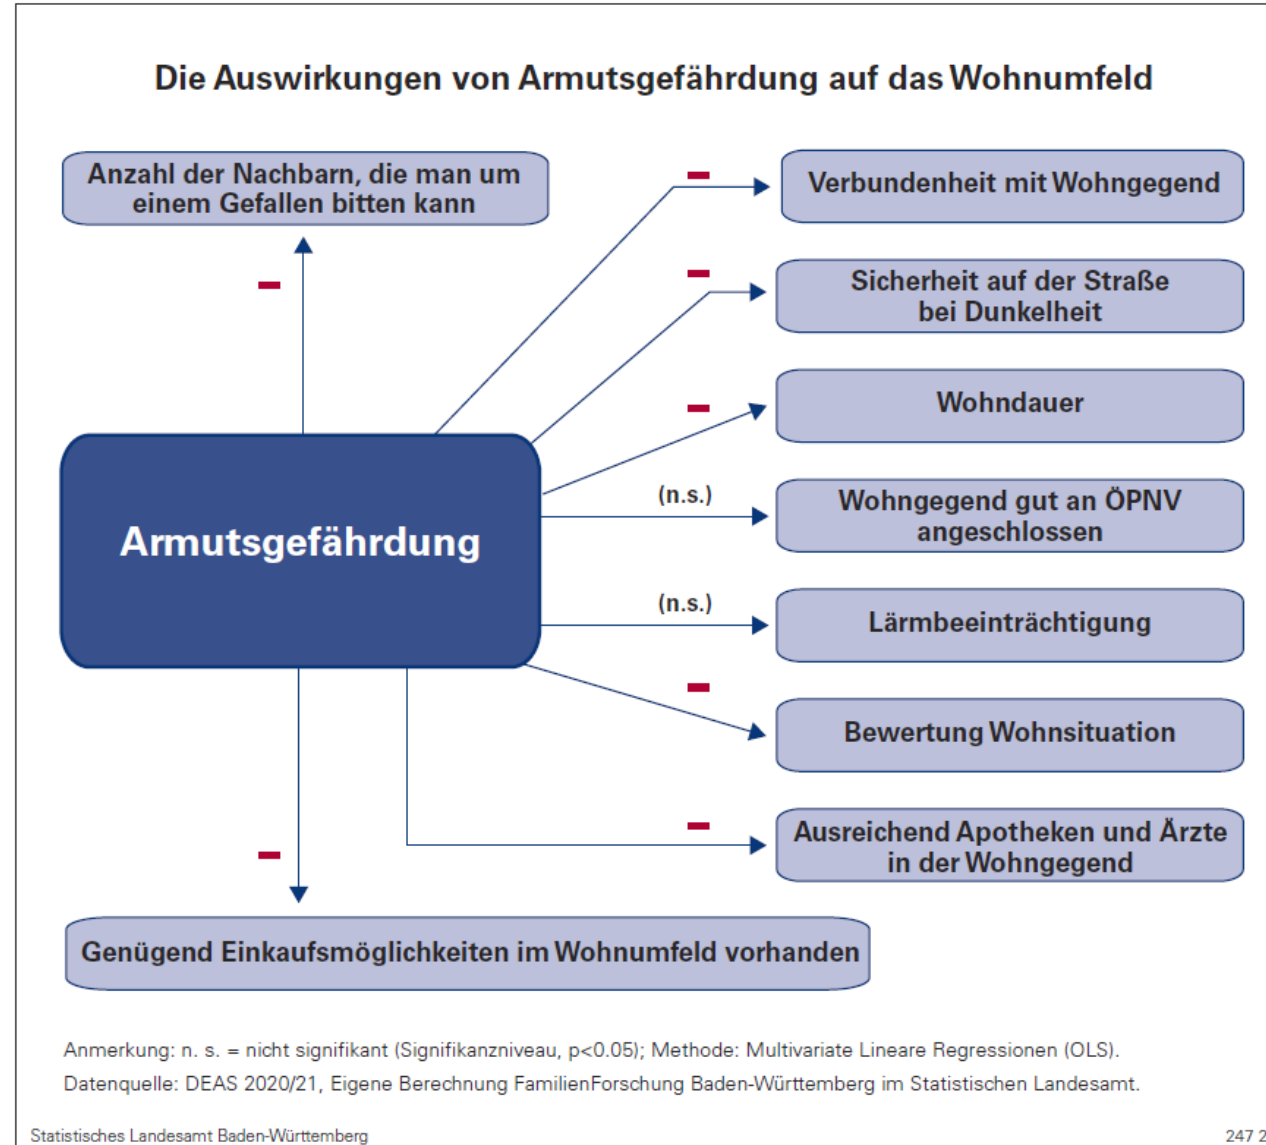 Die Auswirkungen von Armutsgefährdung auf das Wohnumfeld
Anzahl der Nachbarn, die man um
einem Gefallen bitten kann
–
–
Verbundenheit mit Wohngegend
–
Sicherheit auf der Straße
bei Dunkelheit
–
Wohndauer
Armutsgefährdung
(n.s.)
Wohngegend gut an ÖPNV
angeschlossen
(n.s.)
Lärmbeeinträchtigung
–
Bewertung Wohnsituation
–
Ausreichend Apotheken und Ärzte
in der Wohngegend
–
Genügend Einkaufsmöglichkeiten im Wohnumfeld vorhanden
Anmerkung: n. s. = nicht signifikant (Signifikanzniveau, p<0.05); Methode: Multivariate Lineare Regressionen (OLS).
Datenquelle: DEAS 2020/21, Eigene Berechnung FamilienForschung Baden-Württemberg im Statistischen Landesamt.
Statistisches Landesamt Baden-Württemberg
247 2